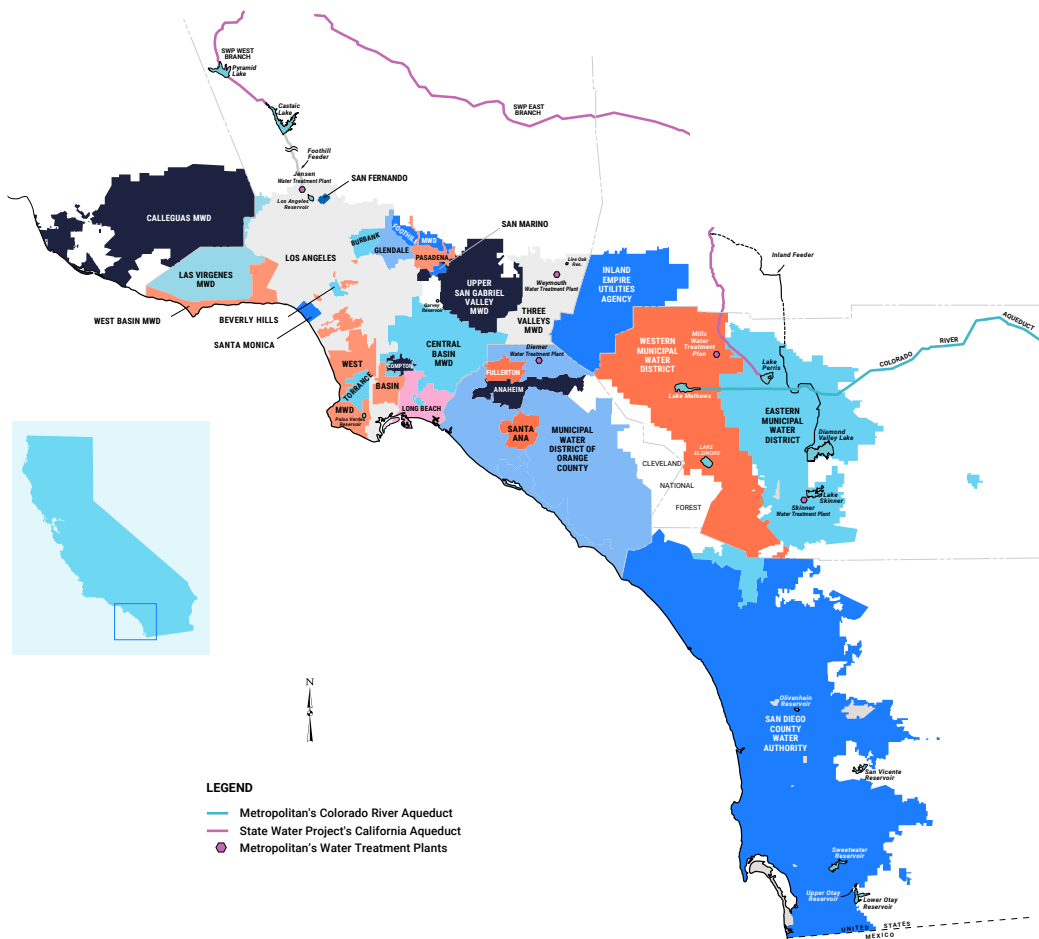 SWP WEST
BRANCH
Pyramid
Lake
Castaic
Lake
SWP EAST
BRANCH
Foothill
Feeder
Jensen
Water Treatment Plant
Los Angeles
Reservoir
SAN FERNANDO
CALLEGUAS MWD
LOS ANGELES
BURBANK
GLENDALE
FOOTHILL
MWD
PASADENA
SAN MARINO
LAS VIRGENES
MWD
WEST BASIN MWD
BEVERLY HILLS
SANTA MONICA
Garvey
Reservoir
UPPER
SAN GABRIEL
VALLEY
MWD
Live Oak
Res.
Weymouth
Water Treatment Plant
THREE
VALLEYS
MWD
INLAND
EMPIRE
UTILITIES
AGENCY
Inland Feeder
CENTRAL
BASIN
MWD
Diemer
Water Treatment Plant
WESTERN
MUNICIPAL
WATER
DISTRICT
Mills
Water
Treatment
Plan
Lake
Perris
Lake Mathews
COLORADO
RIVER
AQUEDUCT
WEST
BASIN
MWD
TORRANCE
COMPTON
LONG BEACH
Palos Verdes
Reservoir
FULLERTON
ANAHEIM
SANTA
ANA
MUNICIPAL
WATER
DISTRICT OF
ORANGE
COUNTY
EASTERN
MUNICIPAL
WATER
DISTRICT
Diamond
Valley Lake
LAKE
ELSINORE
CLEVELAND
NATIONAL
FOREST
Lake
Skinner
Skinner
Water Treatment Plant
N
Olivenhain
Reservoir
SAN DIEGO
COUNTY
WATER
AUTHORITY
San Vicente
Reservoir
Sweetwater
Reservoir
Upper Otay
Reservoir
Lower Otay
Reservoir
UNITED STATES
MEXICO
LEGEND
Metropolitan's Colorado River Aqueduct
State Water Project's California Aqueduct
Metropolitan's Water Treatment Plants